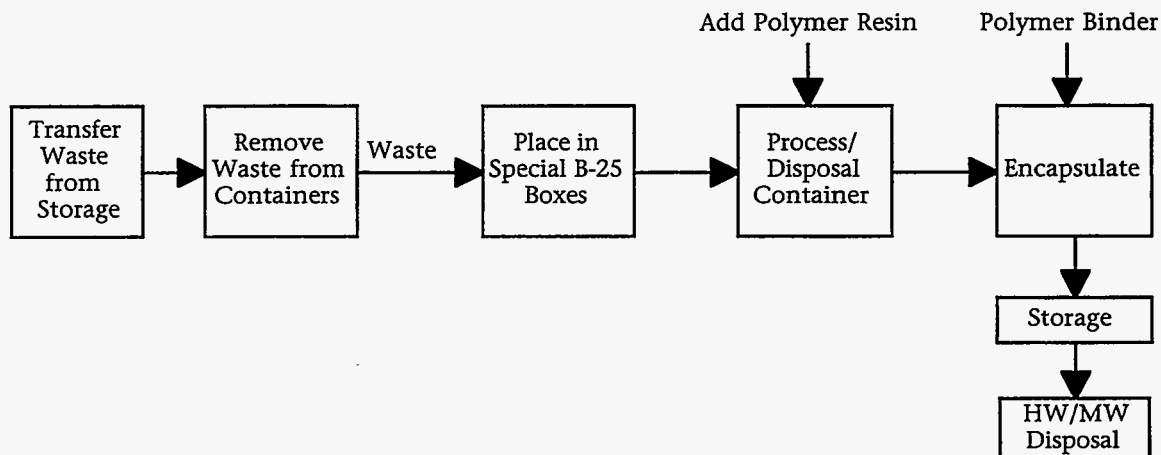 Add Polymer Resin
Polymer Binder
Transfer
Waste
from
Storage
Remove
Waste from
Containers
Waste
Place in
Special B-25
Boxes
Process/
Disposal
Container
Encapsulate
Storage
HW/MW
Disposal